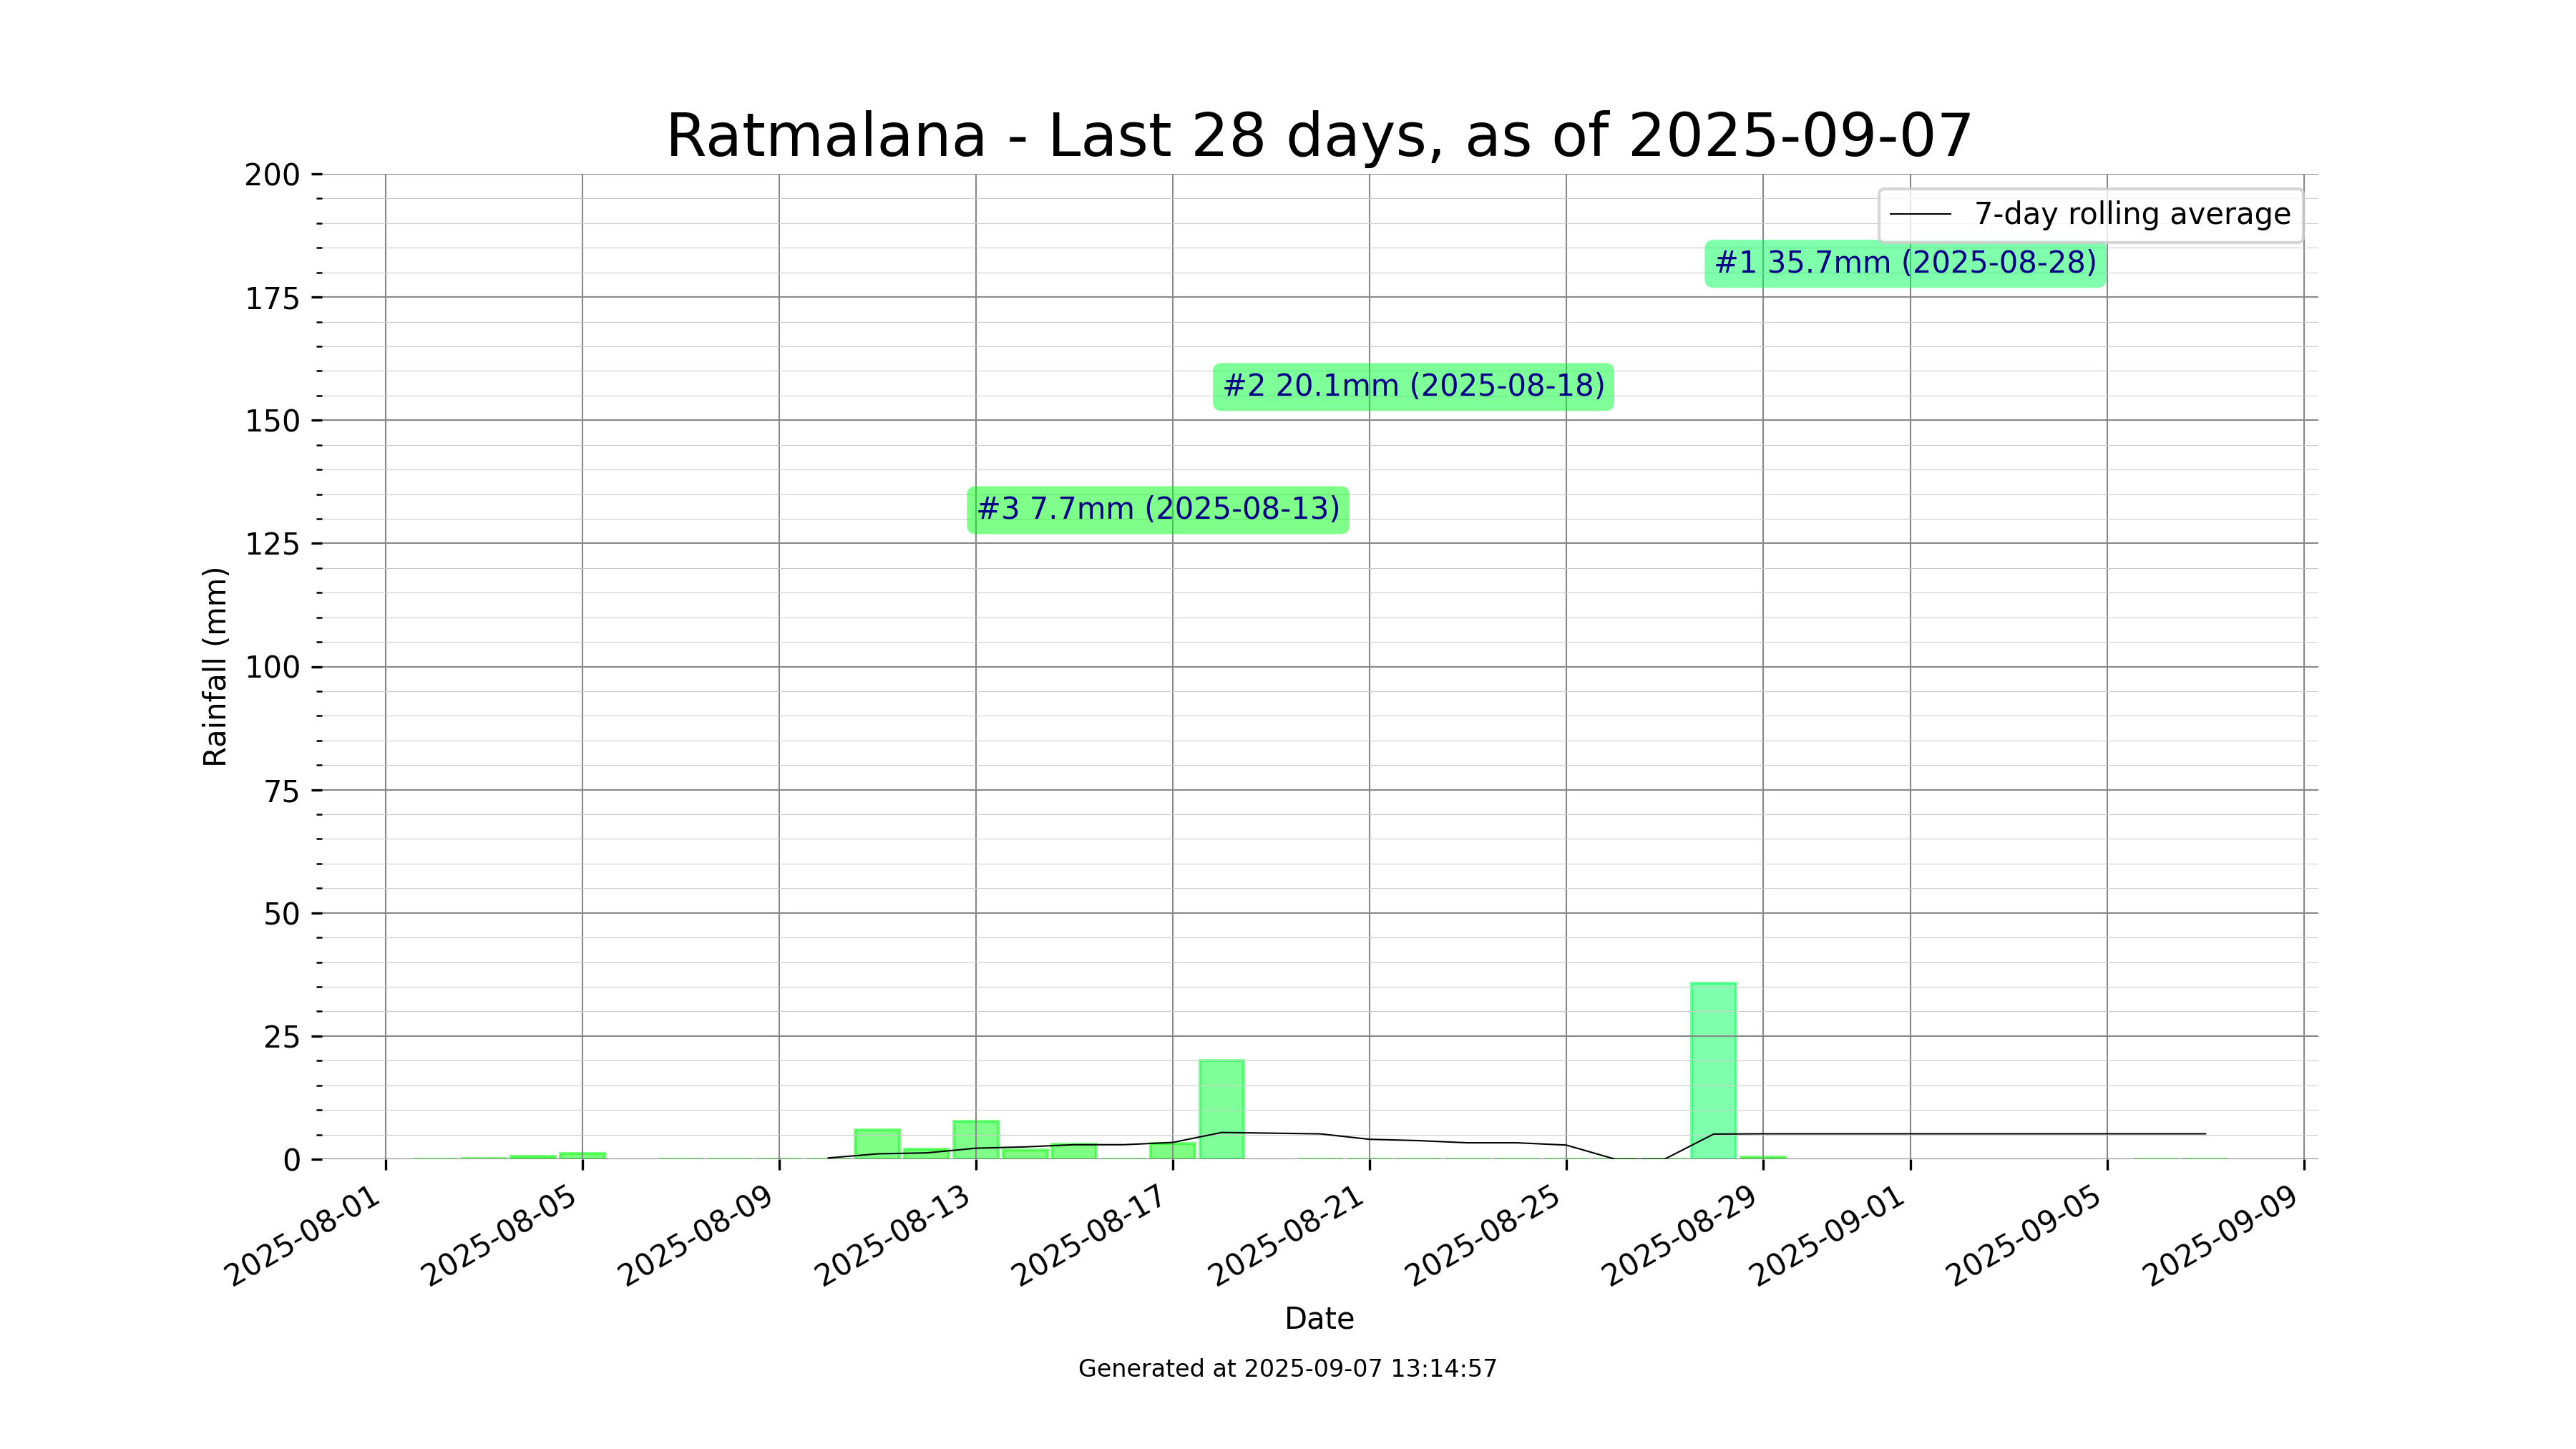 Ratmalana - Last 28 days, as of 2025-09-07
200
175
150
125
100
75
50
25
0
Rainfall (mm)
7-day rolling average
#1 35.7mm (2025-08-28)
#2 20.1mm (2025-08-18)
#3 7.7mm (2025-08-13)
2025-08-01
2025-08-05
2025-08-09
2025-08-13
2025-08-17
2025-08-21
2025-08-25
2025-08-29
2025-09-01
2025-09-05
2025-09-09
Date
Generated at 2025-09-07 13:14:57